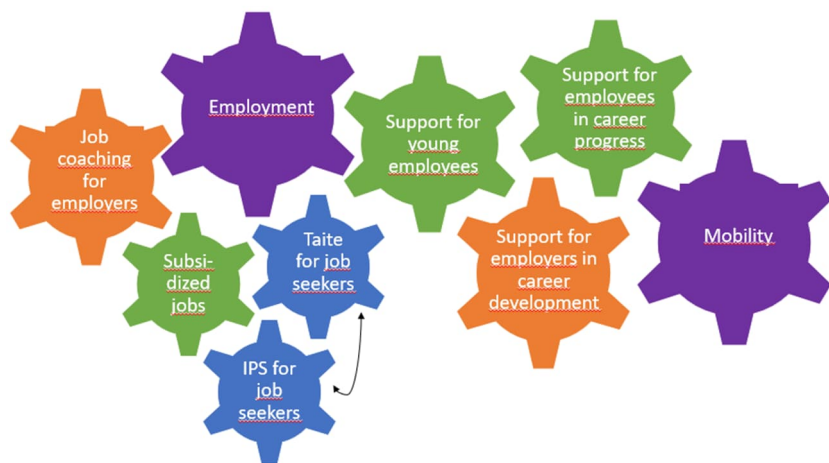 Job
coaching
for
employers
Employment
Support for
young
employees
Support for
employees
in career
progress
Subsi-
dized
jobs
Taite
for job
seekers
Support for
employers in
career
development
Mobility
IPS for
job
seekers